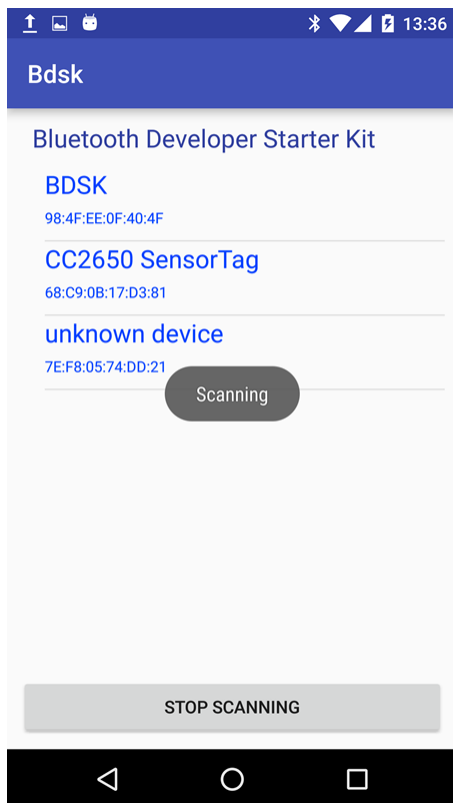 13:36
Bdsk
Bluetooth Developer Starter Kit
BDSK
98:4F:EE:0F:40:4F
CC2650 SensorTag
68:C9:0B:17:D3:81
unknown device
7E:F8:05:74:DD:21
Scanning
STOP SCANNING